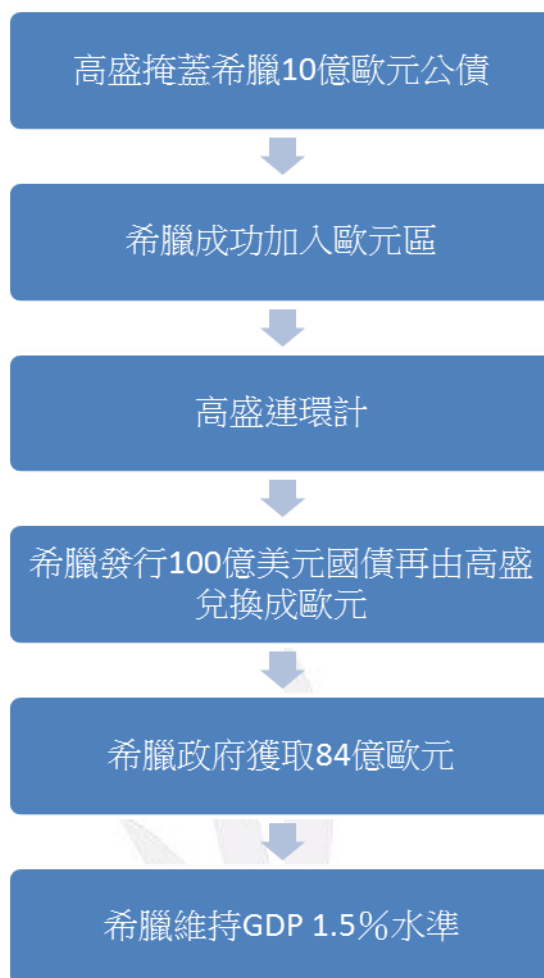 高盛掩蓋希臘10億歐元公債
希臘成功加入歐元區
高盛連環計
希臘發行100億美元國債再由高盛
兌換成歐元
希臘政府獲取84億歐元
希臘維持GDP 1.5％水準